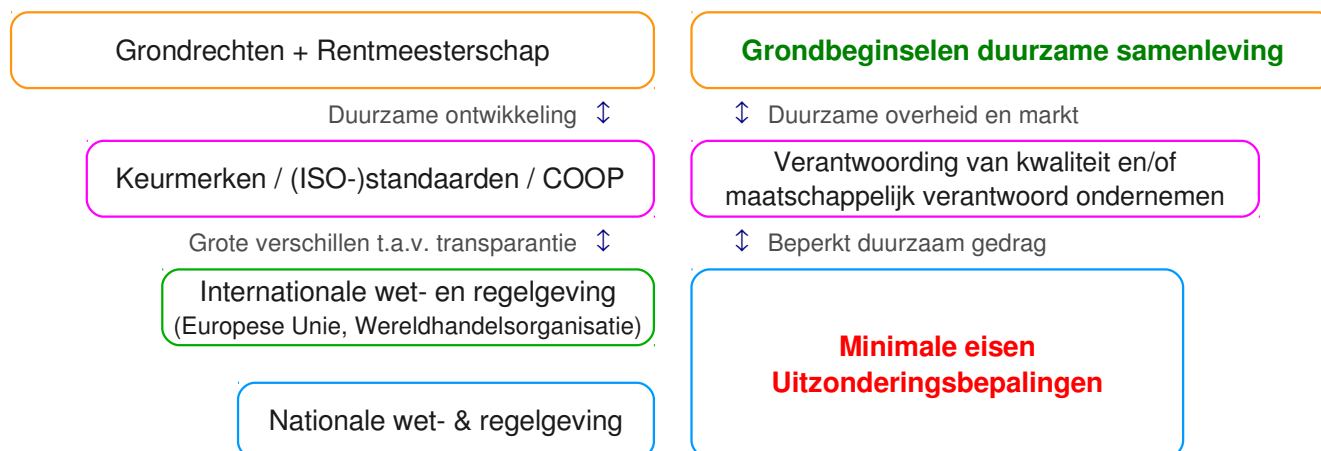 Grondrechten + Rentmeesterschap
Grondbeginselen duurzame samenleving
Duurzame ontwikkeling ↕
↕ Duurzame overheid en markt
Keurmerken / (ISO-)standaarden / COOP
Verantwoording van kwaliteit en/of
maatschappelijk verantwoord ondernemen
Grote verschillen t.a.v. transparantie ↕
↕ Beperkt duurzaam gedrag
Internationale wet- en regelgeving
(Europese Unie, Wereldhandelsorganisatie)
Minimale eisen
Uitzonderingsbepalingen
Nationale wet- & regelgeving